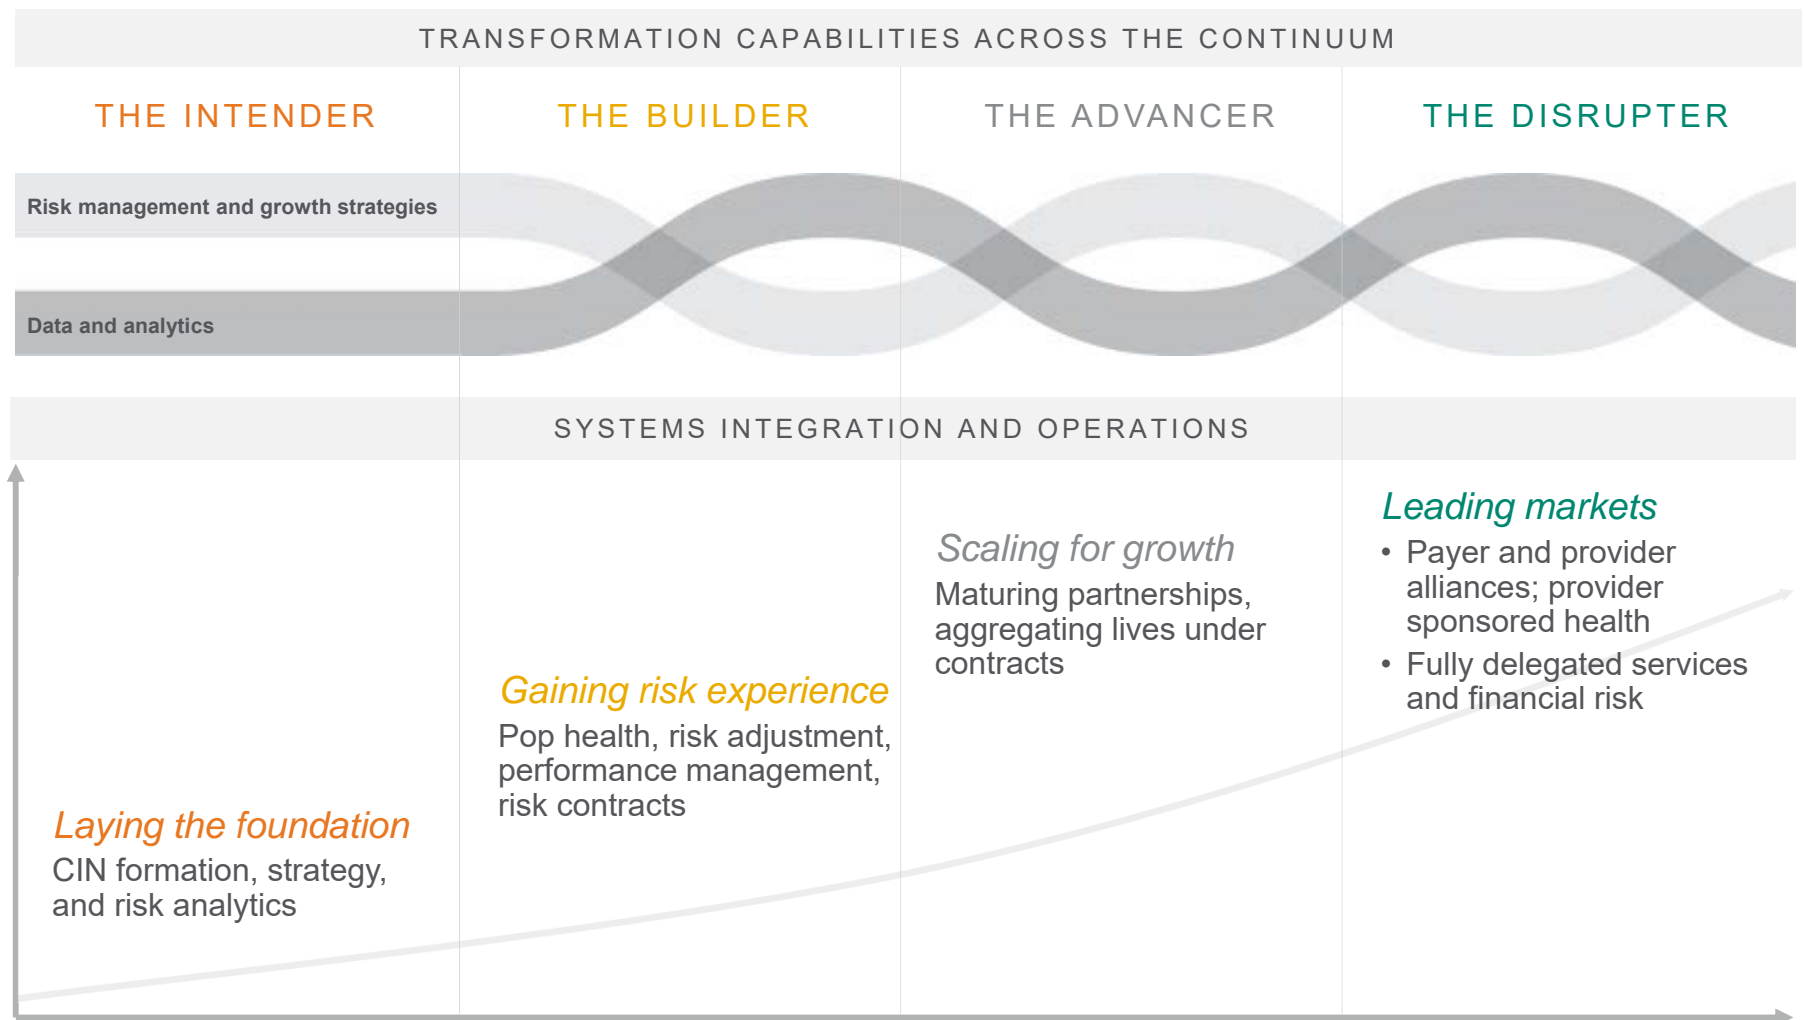 TRANSFORMATION CAPABILITIES ACROSS THE CONTINUUM
THE INTENDER
THE BUILDER
THE ADVANCER
THE DISRUPTER
Risk management and growth strategies
Data and analytics
SYSTEMS INTEGRATION AND OPERATIONS
Laying the foundation
CIN formation, strategy,
and risk analytics
Gaining risk experience
Pop health, risk adjustment,
performance management,
risk contracts
Scaling for growth
Maturing partnerships,
aggregating lives under
contracts
Leading markets
• Payer and provider
alliances; provider
sponsored health
• Fully delegated services
and financial risk